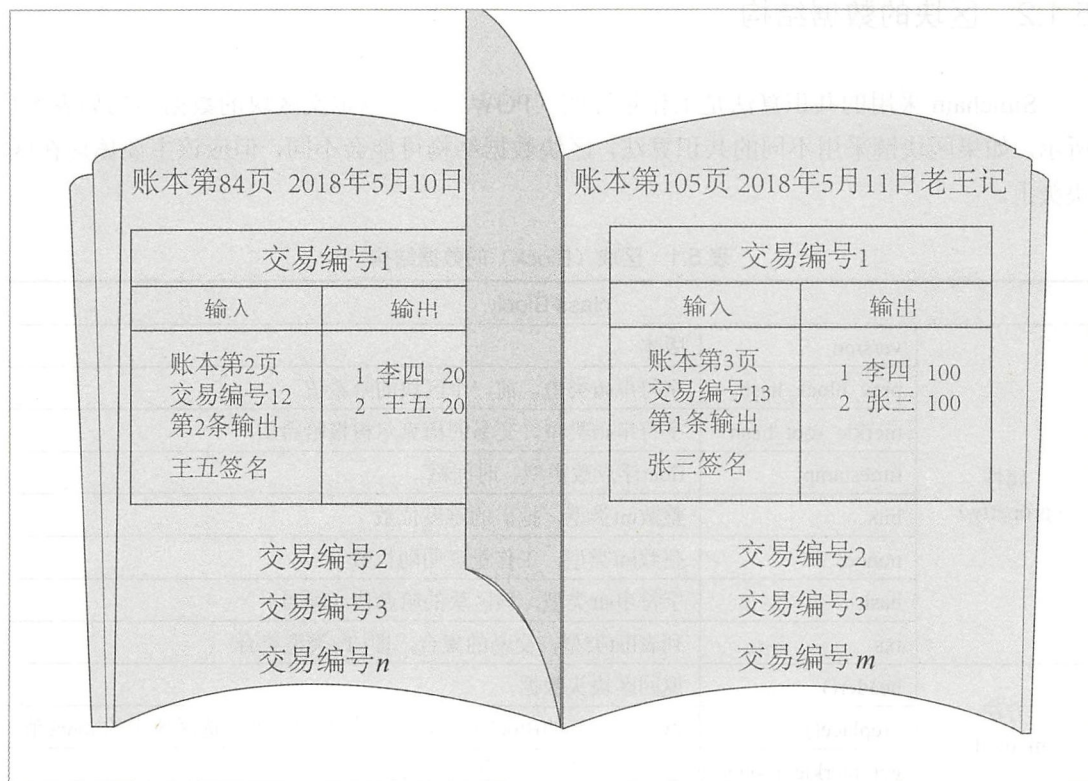 账本第84页 2018年5月10日
交易编号1
输入 输出
账本第2页
交易编号12
第2条输出
王五签名
1 李四 20
2 王五 20
交易编号2
交易编号3
交易编号n
账本第105页 2018年5月11日老王记
交易编号1
输入 输出
账本第3页
交易编号13
第1条输出
张三签名
1 李四 100
2 张三 100
交易编号2
交易编号3
交易编号m